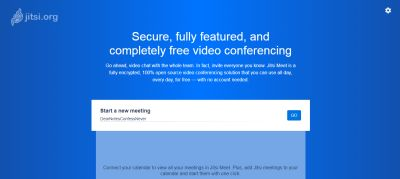 jitsi.org
Secure, fully featured, and
completely free video conferencing
Go ahead, video chat with the whole team. In fact, invite everyone you know. Jitsi Meet is a
fully encrypted, 100% open source video conferencing solution that you can use all day,
every day, for free — with no account needed.
Start a new meeting
GO
Connect your calendar to view all your meetings in Jitsi Meet. Plus, add Jitsi meetings to your
calendar and start them with one click.